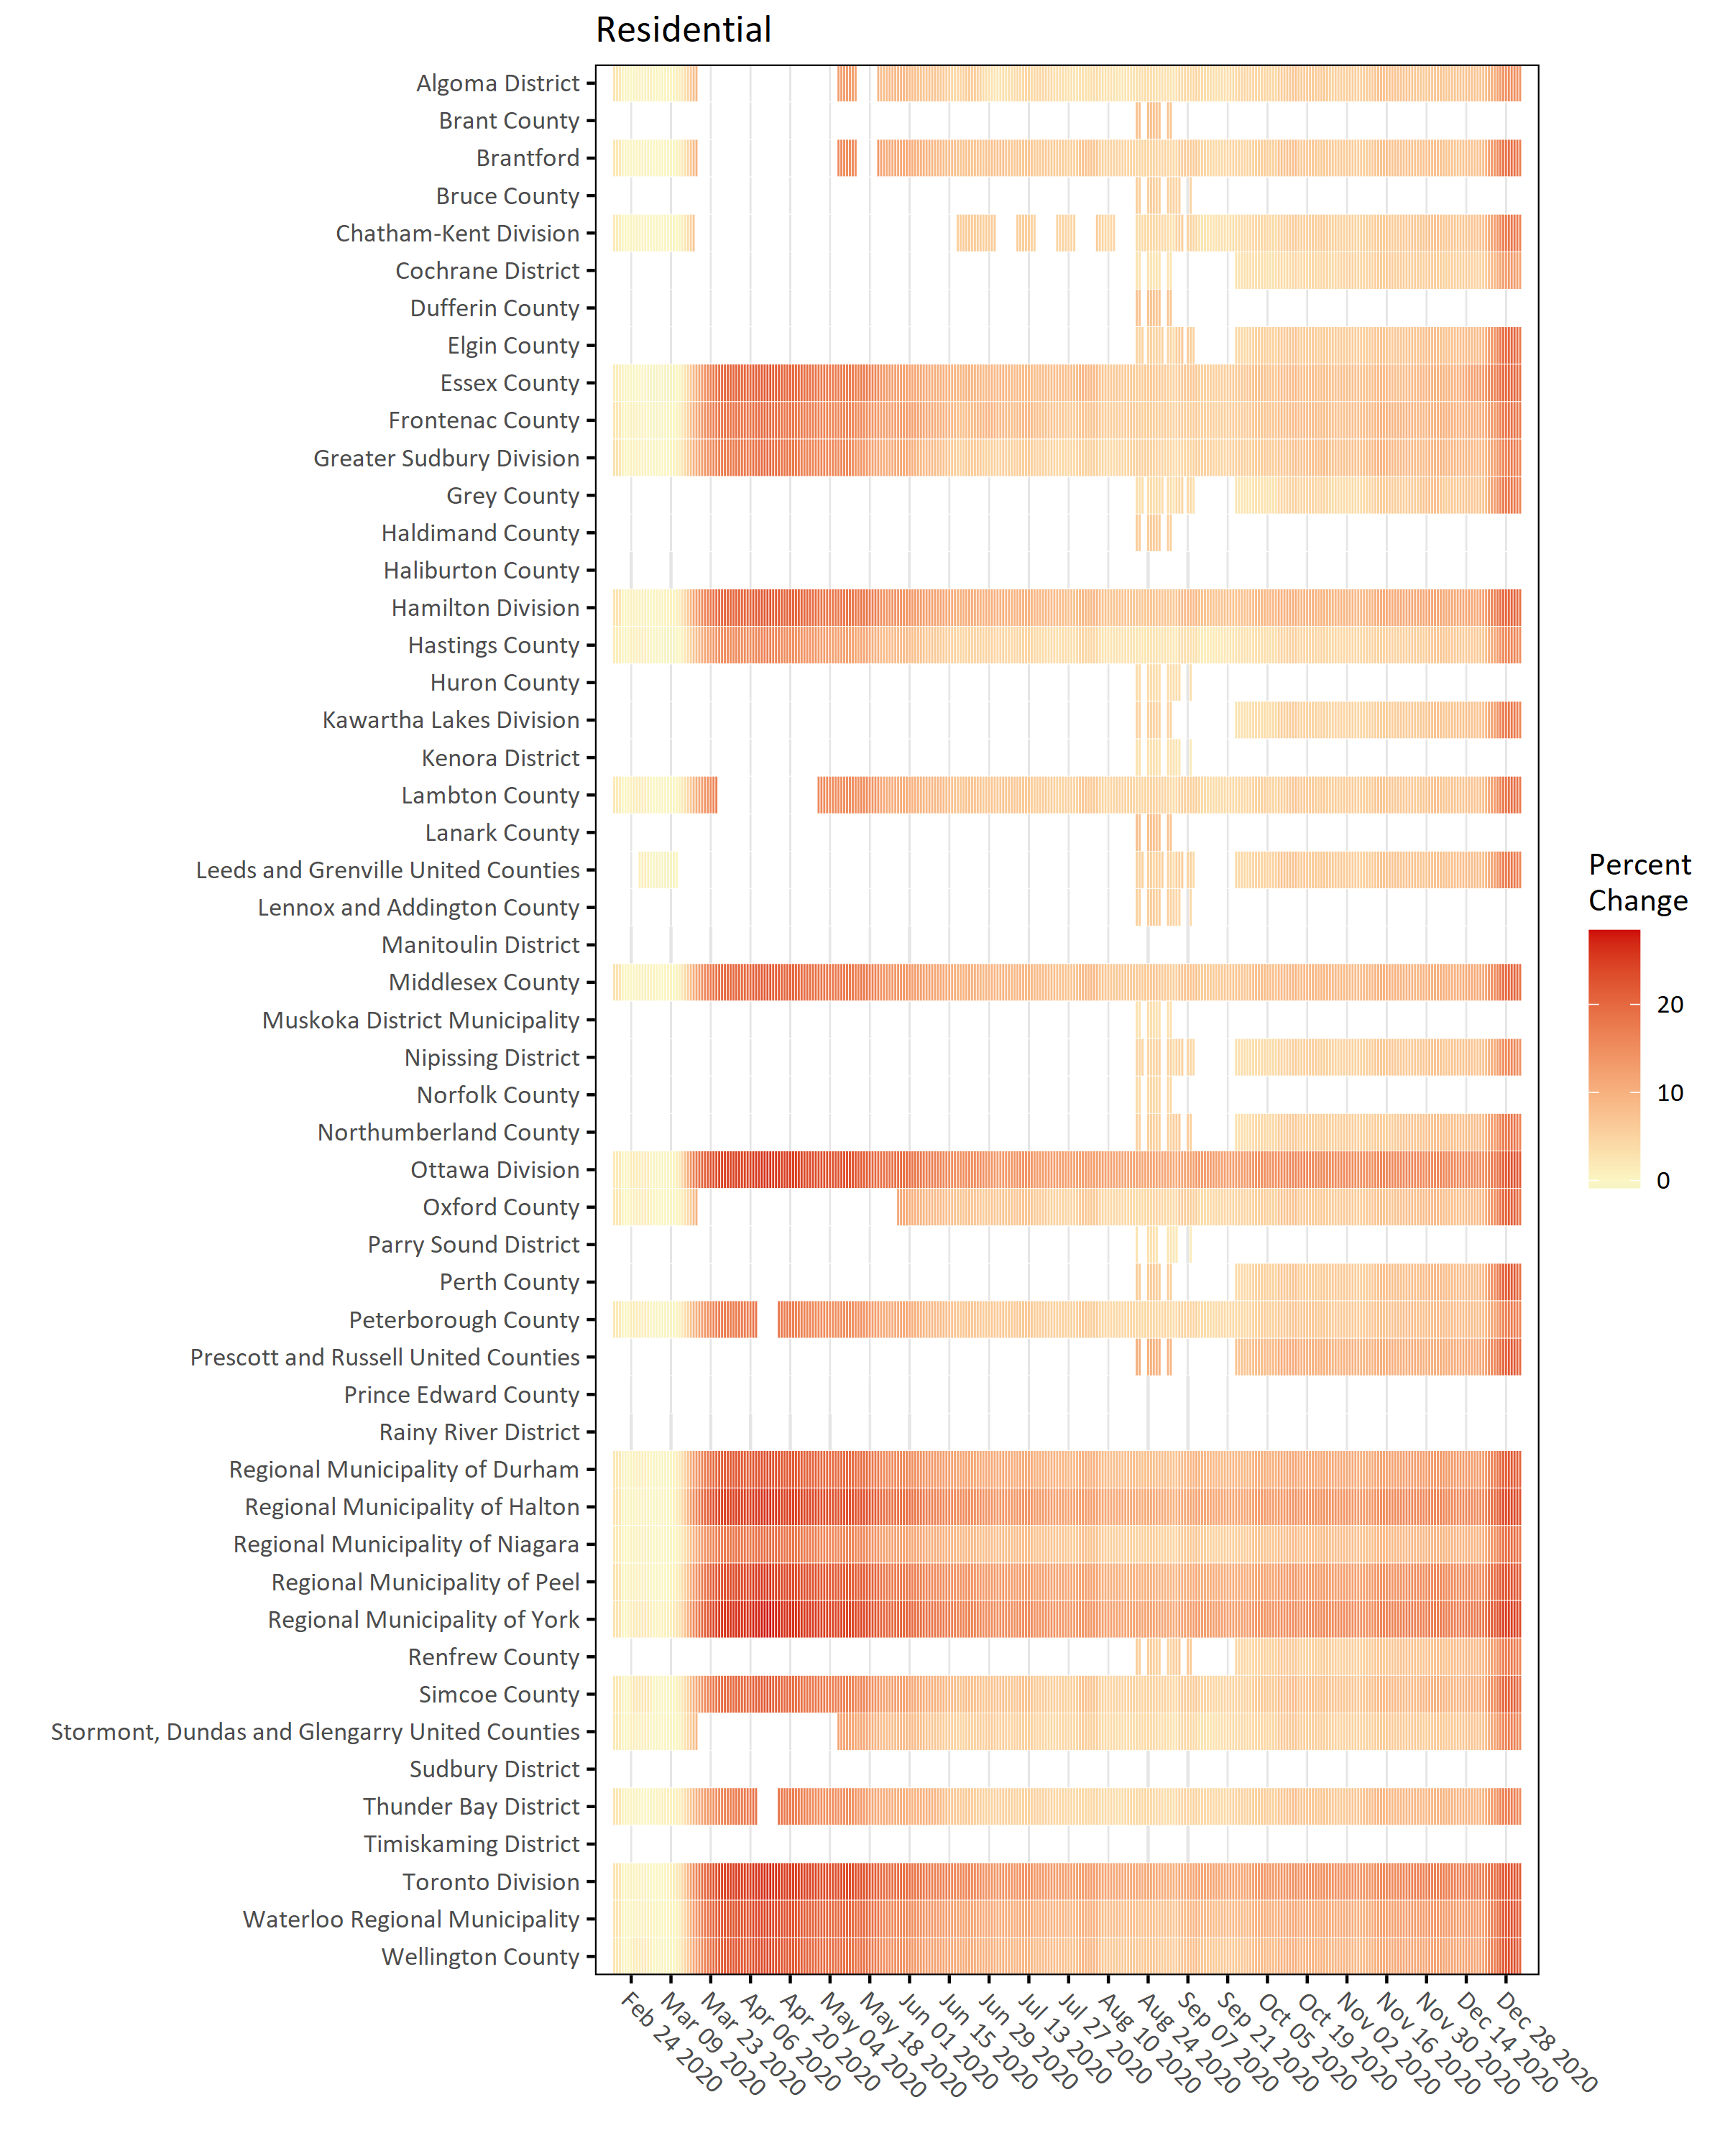 Residential
Algoma District
Brant County
Brantford
Bruce County
Chatham-Kent Division
Cochrane District
Dufferin County
Elgin County
Essex County
Frontenac County
Greater Sudbury Division
Grey County
Haldimand County
Haliburton County
Hamilton Division
Hastings County
Huron County
Kawartha Lakes Division
Kenora District
Lambton County
Lanark County
Leeds and Grenville United Counties
Lennox and Addington County
Manitoulin District
Middlesex County
Muskoka District Municipality
Nipissing District
Norfolk County
Northumberland County
Ottawa Division
Oxford County
Parry Sound District
Perth County
Peterborough County
Prescott and Russell United Counties
Prince Edward County
Rainy River District
Regional Municipality of Durham
Regional Municipality of Halton
Regional Municipality of Niagara
Regional Municipality of Peel
Regional Municipality of York
Renfrew County
Simcoe County
Stormont, Dundas and Glengarry United Counties
Sudbury District
Thunder Bay District
Timiskaming District
Toronto Division
Waterloo Regional Municipality
Wellington County
Feb 24 2020
Mar 09 2020
Mar 23 2020
Apr 06 2020
Apr 20 2020
May 04 2020
May 18 2020
Jun 01 2020
Jun 15 2020
Jun 29 2020
Jul 13 2020
Jul 27 2020
Aug 10 2020
Aug 24 2020
Sep 07 2020
Sep 21 2020
Oct 05 2020
Oct 19 2020
Nov 02 2020
Nov 16 2020
Nov 30 2020
Dec 14 2020
Dec 28 2020
Percent
Change
20
10
0